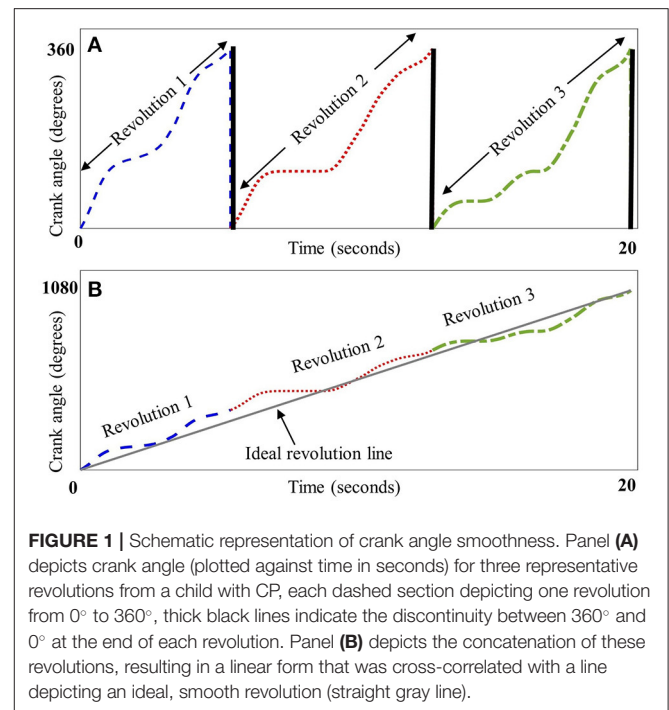 A
360
Crank angle (degrees)
Revolution 1
Revolution 2
Revolution 3
0
Time (seconds)
20
B
1080
Crank angle (degrees)
Revolution 1
Revolution 2
Revolution 3
Ideal revolution line
0
Time (seconds)
20
FIGURE 1 | Schematic representation of crank angle smoothness. Panel (A)
depicts crank angle (plotted against time in seconds) for three representative
revolutions from a child with CP, each dashed section depicting one revolution
from 0° to 360°, thick black lines indicate the discontinuity between 360° and
0° at the end of each revolution. Panel (B) depicts the concatenation of these
revolutions, resulting in a linear form that was cross-correlated with a line
depicting an ideal, smooth revolution (straight gray line).